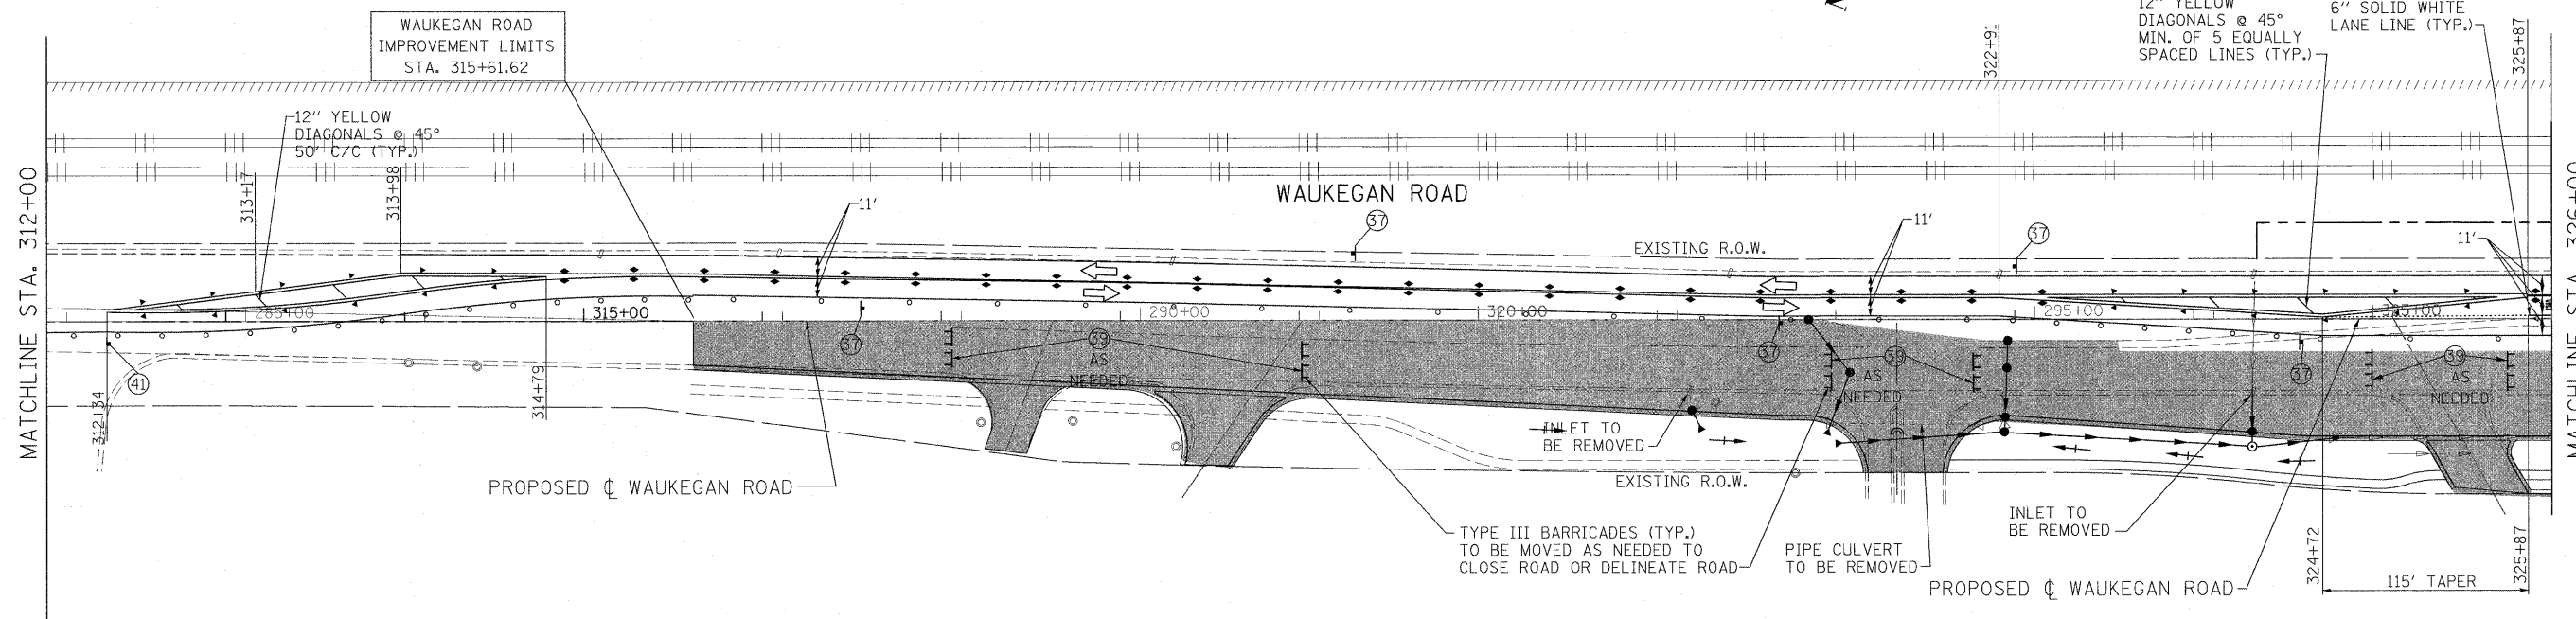 WAUKEGAN ROAD
IMPROVEMENT LIMITS
STA. 315+61.62
12" YELLOW
DIAGONALS @ 45°
MIN. OF 5 EQUALLY
SPACED LINES (TYP.)
6" SOLID WHITE
LANE LINE (TYP.)
322+91
325+87
12" YELLOW
DIAGONALS @ 45°
50' C/C (TYP.)
313+17
313+98
MATCHLINE STA. 312+00
MATCHLINE STA. 326+00
WAUKEGAN ROAD
11'
37
EXISTING R.O.W.
11'
37
11'
285+00
315+00
290+00
320+00
295+00
325+00
41
312+34
314+79
37
39
AS
NEEDED
37
39
AS
NEEDED
37
39
AS
NEEDED
INLET TO
BE REMOVED
PROPOSED ℄ WAUKEGAN ROAD
EXISTING R.O.W.
TYPE III BARRICADES (TYP.)
TO BE MOVED AS NEEDED TO
CLOSE ROAD OR DELINEATE ROAD
PIPE CULVERT
TO BE REMOVED
INLET TO
BE REMOVED
PROPOSED ℄ WAUKEGAN ROAD
324+72
115' TAPER
325+87